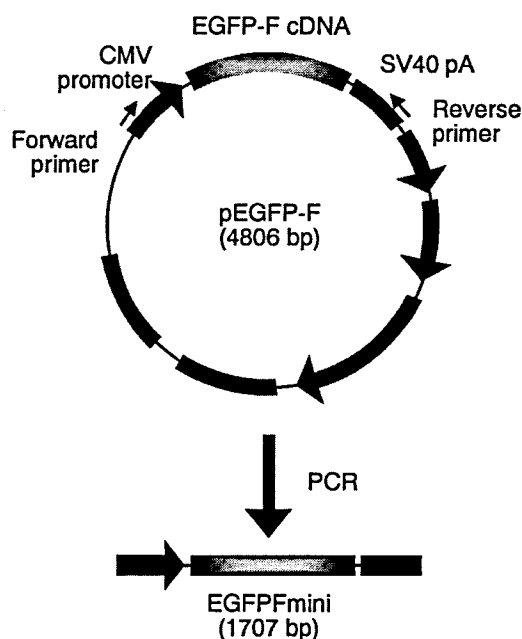 EGFP-F cDNA
CMV
promoter
SV40 pA
Forward
primer
Reverse
primer
pEGFP-F
(4806 bp)
PCR
EGFPFmini
(1707 bp)